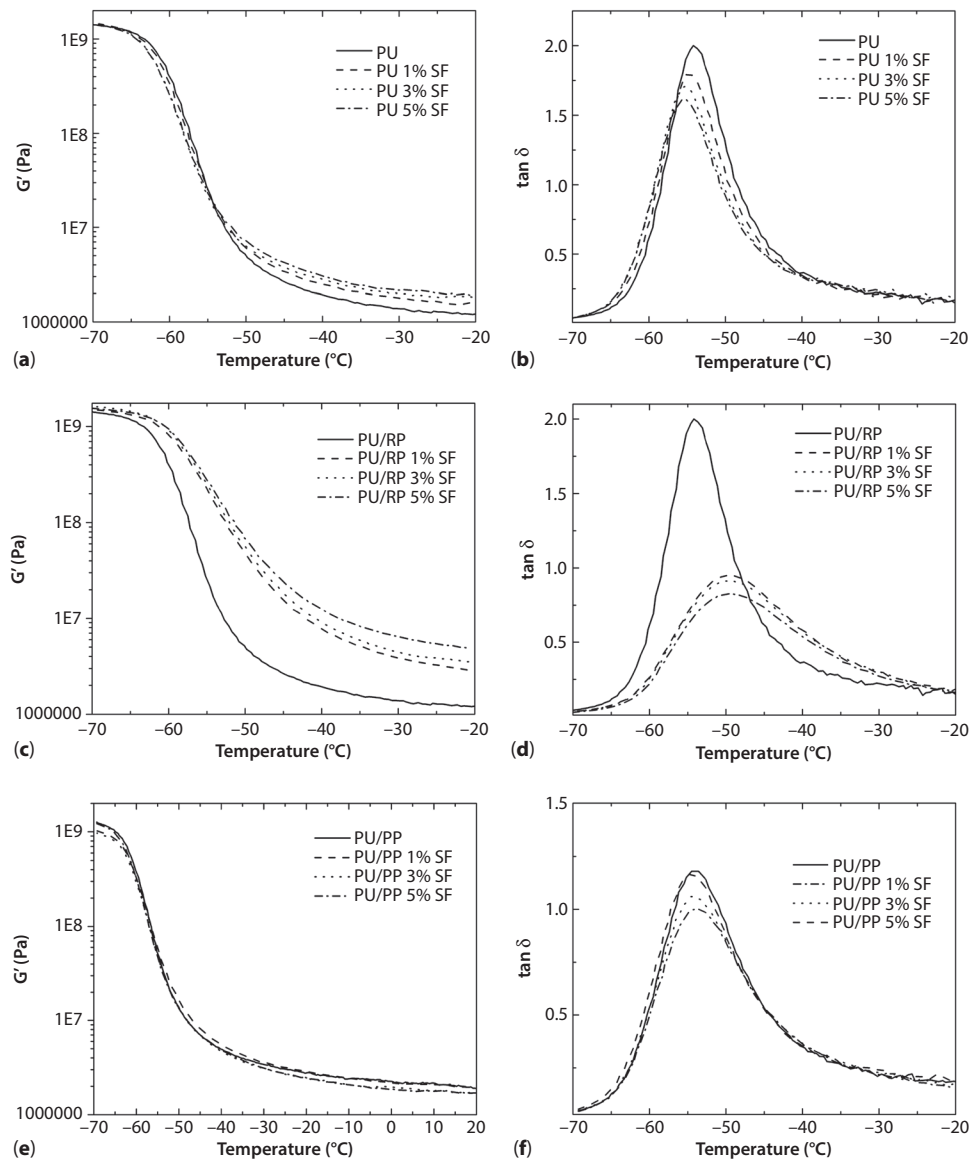 1E9
1E8
1E7
1000000
G′ (Pa)
PU
PU 1% SF
PU 3% SF
PU 5% SF
−70 −60 −50 −40 −30 −20
Temperature (°C)
(a)
2.0
1.5
1.0
0.5
tan δ
PU
PU 1% SF
PU 3% SF
PU 5% SF
−70 −60 −50 −40 −30 −20
Temperature (°C)
(b)
1E9
1E8
1E7
1000000
G′ (Pa)
PU/RP
PU/RP 1% SF
PU/RP 3% SF
PU/RP 5% SF
−70 −60 −50 −40 −30 −20
Temperature (°C)
(c)
2.0
1.5
1.0
0.5
tan δ
PU/RP
PU/RP 1% SF
PU/RP 3% SF
PU/RP 5% SF
−70 −60 −50 −40 −30 −20
Temperature (°C)
(d)
1E9
1E8
1E7
1000000
G′ (Pa)
PU/PP
PU/PP 1% SF
PU/PP 3% SF
PU/PP 5% SF
−70 −60 −50 −40 −30 −20 −10 0 10 20
Temperature (°C)
(e)
1.5
1.0
0.5
tan δ
PU/PP
PU/PP 1% SF
PU/PP 3% SF
PU/PP 5% SF
−70 −60 −50 −40 −30 −20
Temperature (°C)
(f)